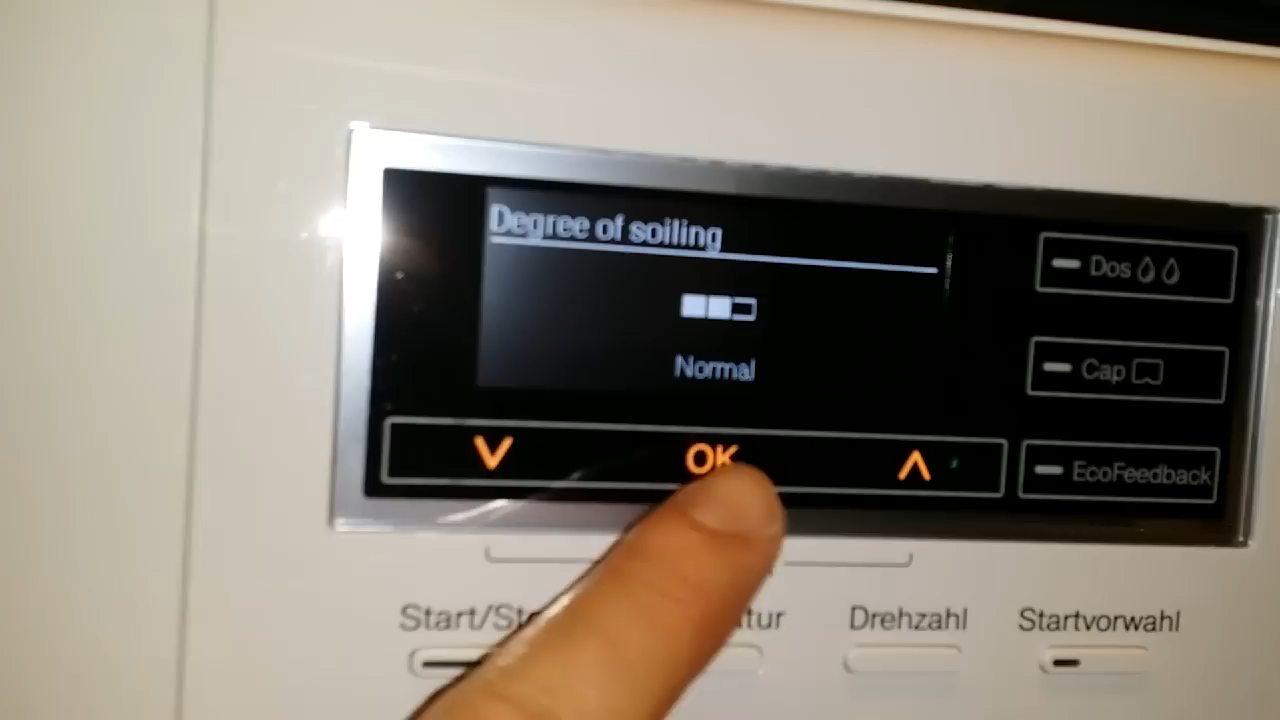 Degree of soiling
Normal
OK
Dos
Cap
EcoFeedback
Drehzahl
Startvorwahl